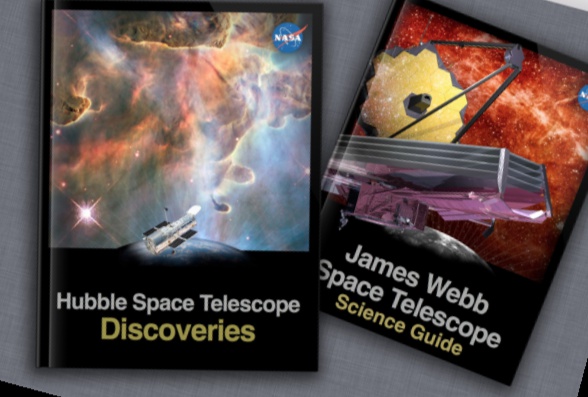 NASA
Hubble Space Telescope
Discoveries
James Webb
Space Telescope
Science Guide